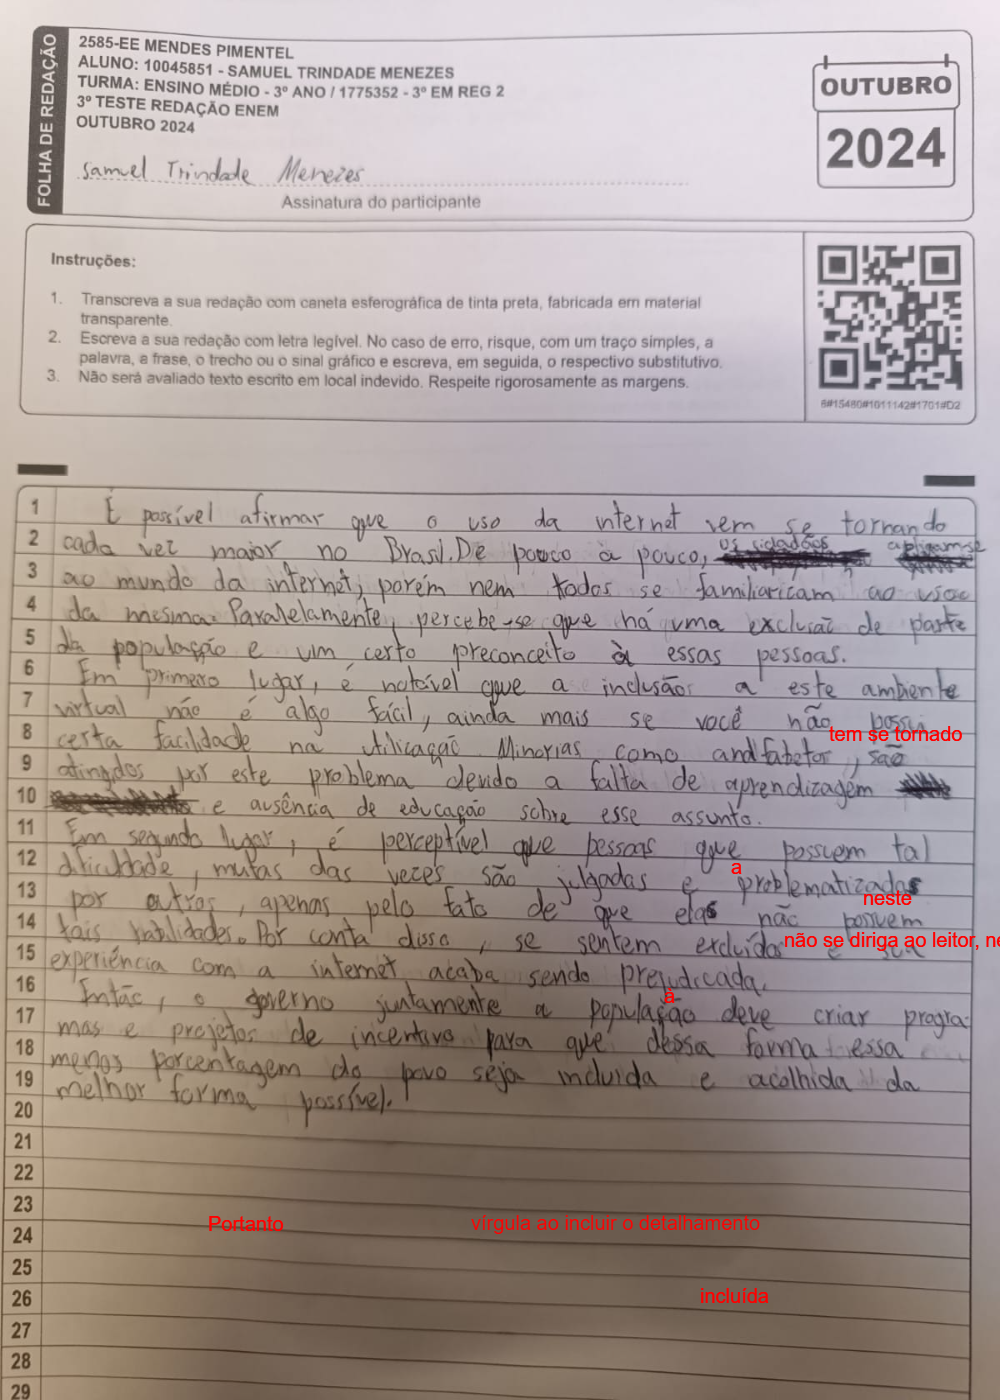 FOLHA DE REDAÇÃO
2585-EE MENDES PIMENTEL
ALUNO: 10045851 - SAMUEL TRINDADE MENEZES
TURMA: ENSINO MÉDIO - 3º ANO / 1775352 - 3º EM REG 2
3º TESTE REDAÇÃO ENEM
OUTUBRO 2024
Samuel Trindade Menezes
Assinatura do participante
OUTUBRO
2024
Instruções:
1. Transcreva a sua redação com caneta esferográfica de tinta preta, fabricada em material
transparente.
2. Escreva a sua redação com letra legível. No caso de erro, risque, com um traço simples, a
palavra, a frase, o trecho ou o sinal gráfico e escreva, em seguida, o respectivo substitutivo.
3. Não será avaliado texto escrito em local indevido. Respeite rigorosamente as margens.
6#15480#1011142#1701#D2
1 É possível afirmar que o uso da internet vem se tornando
2 cada vez maior no Brasil. De pouco à pouco, os cidadãos
3 ao mundo da internet, porém nem todos se familiarizam ao uso
4 da mesma. Paralelamente, percebe-se que há uma exclusão de parte
5 da população e um certo preconceito à essas pessoas.
6 Em primeiro lugar, é notável que a inclusão a este ambiente
7 virtual não é algo fácil, ainda mais se você não possui
tem se tornado
8 certa facilidade na utilização. Minorias como analfabetos, são
9 atingidos por este problema devido a falta de aprendizagem
10 e ausência de educação sobre esse assunto.
11 Em segundo lugar, é perceptível que pessoas que possuem tal
a
12 dificuldade, muitas das vezes são julgadas e problematizadas
neste
13 por outros, apenas pelo fato de que elas não possuem
14 tais habilidades. Por conta disso, se sentem excluídos e sua
não se diriga ao leitor, ne
15 experiência com a internet acaba sendo prejudicada.
à
16 Então, o governo juntamente a população deve criar progra-
17 mas e projetos de incentivo para que dessa forma essa
18 menos porcentagem do povo seja incluida e acolhida da
19 melhor forma possível.
20
21
22
23
Portanto vírgula ao incluir o detalhamento
24
25
26 incluída
27
28
29